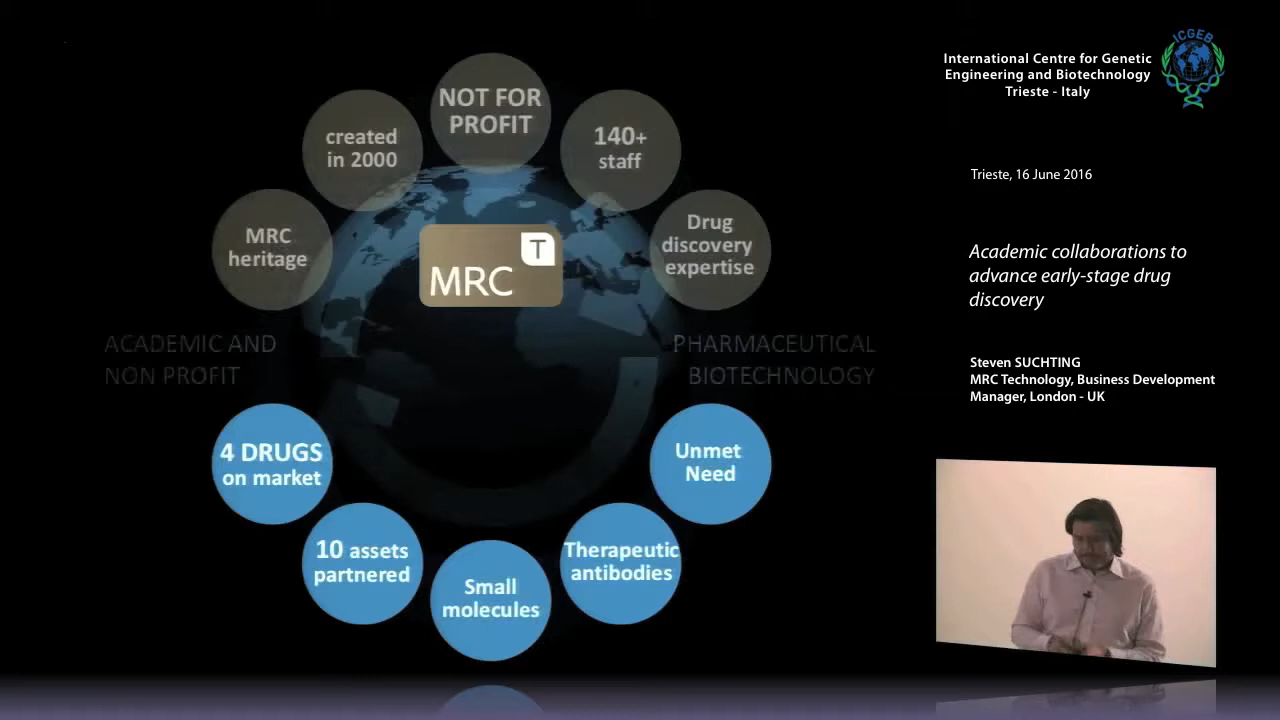 NOT FOR
PROFIT
created
in 2000
140+
staff
MRC
heritage
Drug
discovery
expertise
T
MRC
ACADEMIC AND
NON PROFIT
PHARMACEUTICAL
BIOTECHNOLOGY
4 DRUGS
on market
Unmet
Need
10 assets
partnered
Therapeutic
antibodies
Small
molecules
International Centre for Genetic
Engineering and Biotechnology
Trieste - Italy
ICGEB
Trieste, 16 June 2016
Academic collaborations to
advance early-stage drug
discovery
Steven SUCHTING
MRC Technology, Business Development
Manager, London - UK